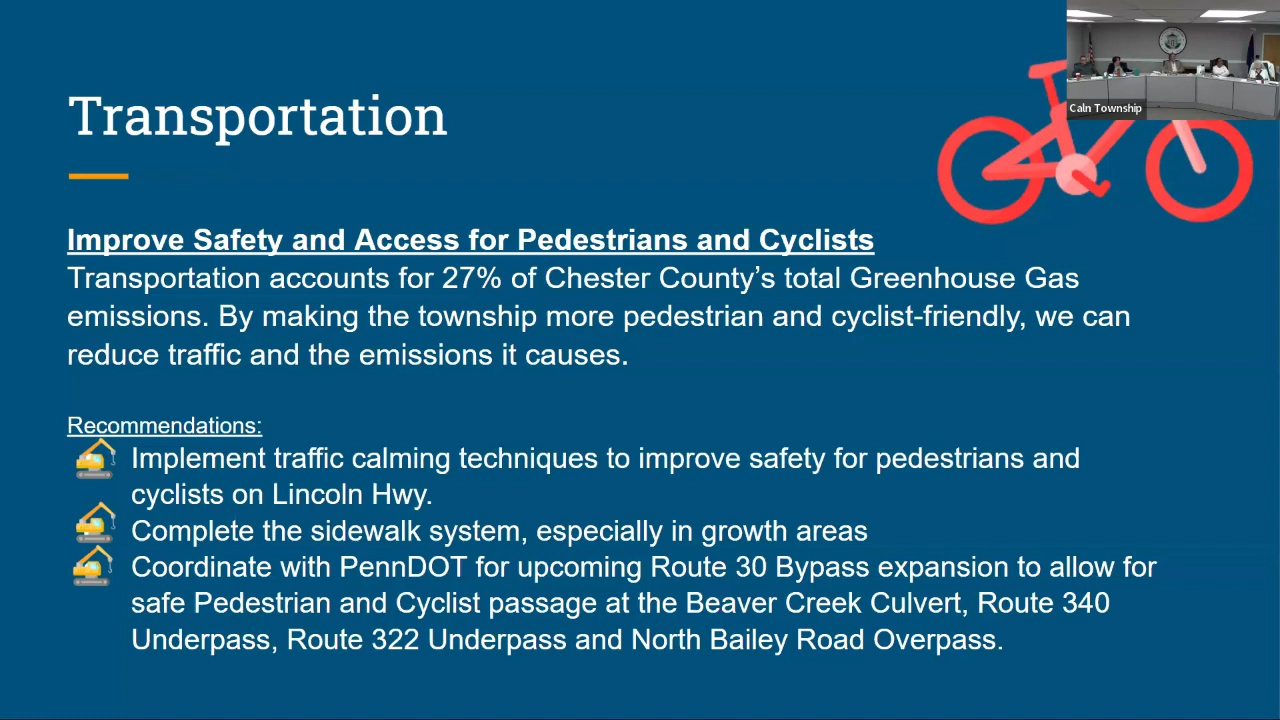 Caln Township
Transportation
Improve Safety and Access for Pedestrians and Cyclists
Transportation accounts for 27% of Chester County’s total Greenhouse Gas
emissions. By making the township more pedestrian and cyclist-friendly, we can
reduce traffic and the emissions it causes.
Recommendations:
Implement traffic calming techniques to improve safety for pedestrians and
cyclists on Lincoln Hwy.
Complete the sidewalk system, especially in growth areas
Coordinate with PennDOT for upcoming Route 30 Bypass expansion to allow for
safe Pedestrian and Cyclist passage at the Beaver Creek Culvert, Route 340
Underpass, Route 322 Underpass and North Bailey Road Overpass.